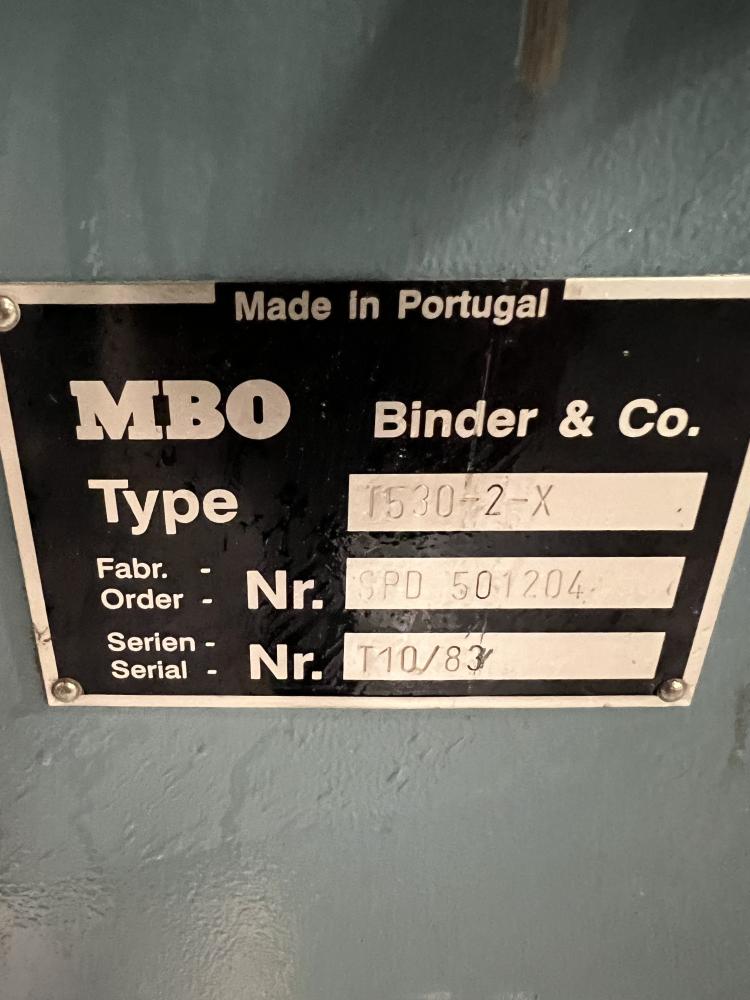 Made in Portugal
MBO Binder & Co.
Type T530-2-X
Fabr. -
Order - Nr. SPD 501204
Serien -
Serial - Nr. T10/83